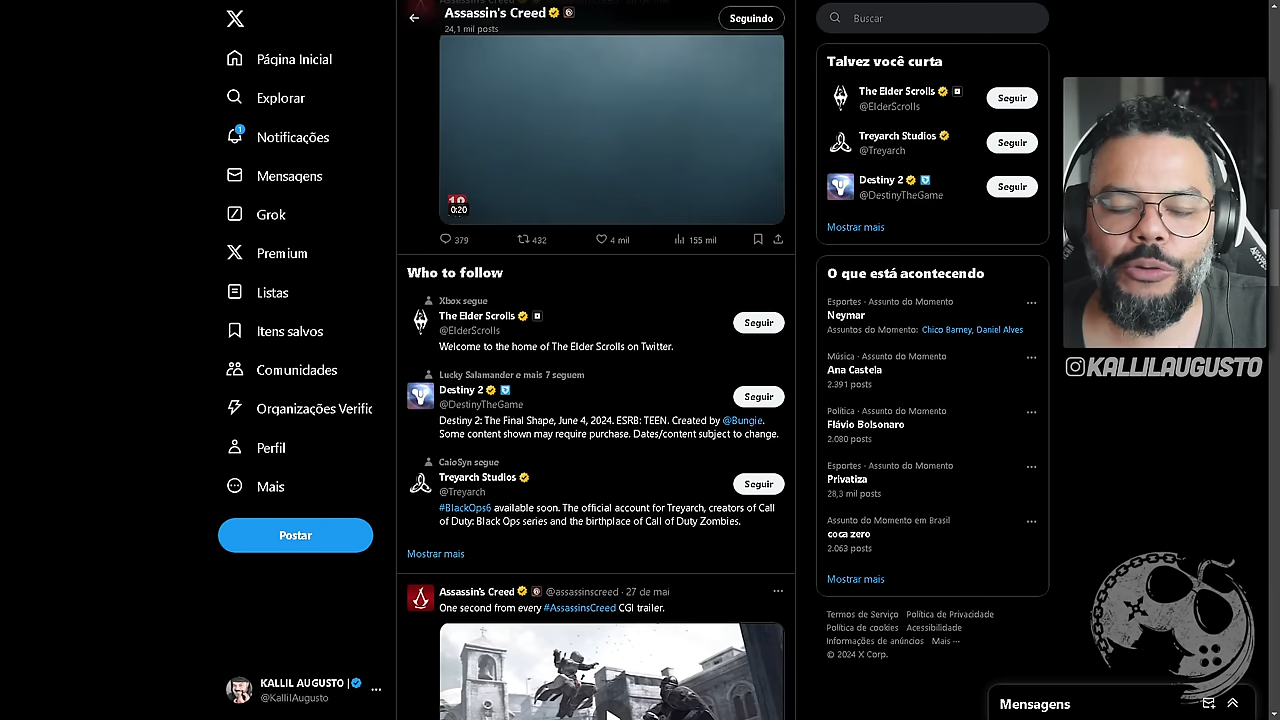 Página Inicial
Explorar
1
Notificações
Mensagens
Grok
Premium
Listas
Itens salvos
Comunidades
Organizações Verific
Perfil
Mais
Postar
KALLIL AUGUSTO |
@KallilAugusto
Assassin's Creed
24,1 mil posts
Seguindo
18
0:20
379
432
4 mil
155 mil
Who to follow
Xbox segue
The Elder Scrolls
@ElderScrolls
Seguir
Welcome to the home of The Elder Scrolls on Twitter.
Lucky Salamander e mais 7 seguem
Destiny 2
@DestinyTheGame
Seguir
Destiny 2: The Final Shape, June 4, 2024. ESRB: TEEN. Created by @Bungie.
Some content shown may require purchase. Dates/content subject to change.
CaioSyn segue
Treyarch Studios
@Treyarch
Seguir
#BlackOps6 available soon. The official account for Treyarch, creators of Call
of Duty: Black Ops series and the birthplace of Call of Duty Zombies.
Mostrar mais
Assassin's Creed @assassinscreed · 27 de mai
One second from every #AssassinsCreed CGI trailer.
Buscar
Talvez você curta
The Elder Scrolls
@ElderScrolls
Seguir
Treyarch Studios
@Treyarch
Seguir
Destiny 2
@DestinyTheGame
Seguir
Mostrar mais
O que está acontecendo
Esportes · Assunto do Momento
Neymar
Assuntos do Momento: Chico Barney, Daniel Alves
Música · Assunto do Momento
Ana Castela
2.391 posts
Política · Assunto do Momento
Flávio Bolsonaro
2.080 posts
Esportes · Assunto do Momento
Privatiza
28,3 mil posts
Assunto do Momento em Brasil
coca zero
2.063 posts
Mostrar mais
Termos de Serviço Política de Privacidade
Política de cookies Acessibilidade
Informações de anúncios Mais ···
© 2024 X Corp.
KALLILAUGUSTO
Mensagens